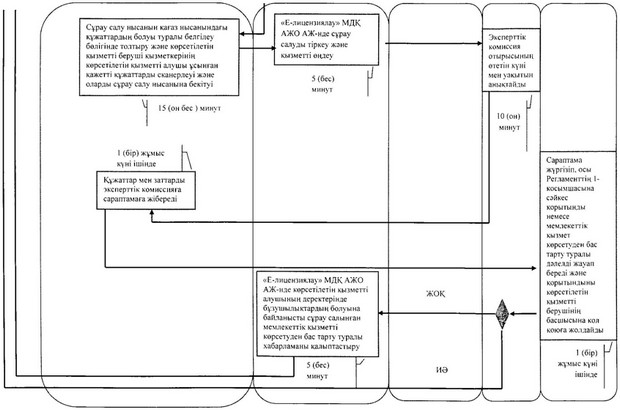 Сұрау салу нысанын қағаз нысанындағы
құжаттардың болуы туралы белгілеу
бөлігінде толтыру және көрсетілетін
қызметті беруші қызметкерінің
көрсетілетін қызметті алушы ұсынған
қажетті құжаттарды сканерлеуі және
оларды сұрау салу нысанына бекітуі
15 (он бес ) минут
«Е-лицензиялау» МДҚ
АЖО АЖ-нде сұрау
салуды тіркеу және
қызметті өңдеу
5 (бес)
минут
Эксперттік
комиссия
отырысының
өтетін күні
мен уақытын
анықтайды
10 (он)
минут
1 (бір) жұмыс
күні ішінде
Құжаттар мен заттарды
эксперттік комиссияға
сараптамаға жібереді
Сараптама
жүргізіп, осы
Регламенттің 1-
қосымшасына
сәйкес
қорытынды
немесе
мемлекеттік
қызмет
көрсетуден бас
тарту туралы
дәлелді жауап
береді және
қорытындыны
көрсетілетін
қызметті
берушінің
басшысына қол
қоюға жолдайды
1 (бір)
жұмыс күні
ішінде
«Е-лицензиялау» МДҚ АЖО
АЖ-нде көрсетілетін қызметті
алушының деректерінде
бұзушылықтардың болуына
байланысты сұрау салынған
мемлекеттік қызметті
көрсетуден бас тарту туралы
хабарламаны қалыптастыру
5 (бес)
минут
ЖОҚ
ИӘ